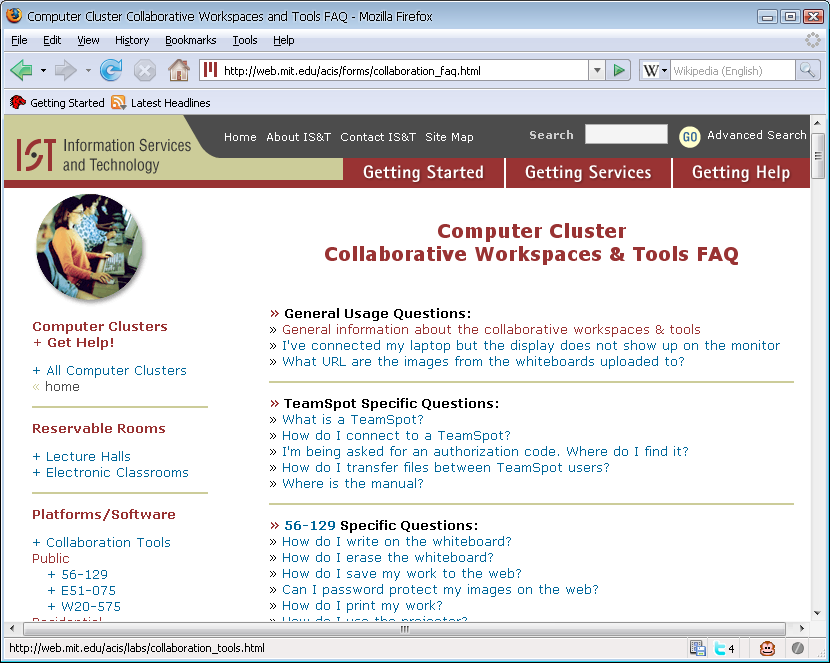 Computer Cluster Collaborative Workspaces and Tools FAQ - Mozilla Firefox
File Edit View History Bookmarks Tools Help
http://web.mit.edu/acis/forms/collaboration_faq.html W Wikipedia (English)
Getting Started Latest Headlines
IST Information Services and Technology
Home About IS&T Contact IS&T Site Map Search GO Advanced Search
Getting Started Getting Services Getting Help
Computer Cluster
Collaborative Workspaces & Tools FAQ
Computer Clusters
+ Get Help!
+ All Computer Clusters
« home
Reservable Rooms
+ Lecture Halls
+ Electronic Classrooms
Platforms/Software
+ Collaboration Tools
Public
+ 56-129
+ E51-075
+ W20-575
Residential
» General Usage Questions:
» General information about the collaborative workspaces & tools
» I've connected my laptop but the display does not show up on the monitor
» What URL are the images from the whiteboards uploaded to?
» TeamSpot Specific Questions:
» What is a TeamSpot?
» How do I connect to a TeamSpot?
» I'm being asked for an authorization code. Where do I find it?
» How do I transfer files between TeamSpot users?
» Where is the manual?
» 56-129 Specific Questions:
» How do I write on the whiteboard?
» How do I erase the whiteboard?
» How do I save my work to the web?
» Can I password protect my images on the web?
» How do I print my work?
» How do I use the projector?
http://web.mit.edu/acis/labs/collaboration_tools.html 4